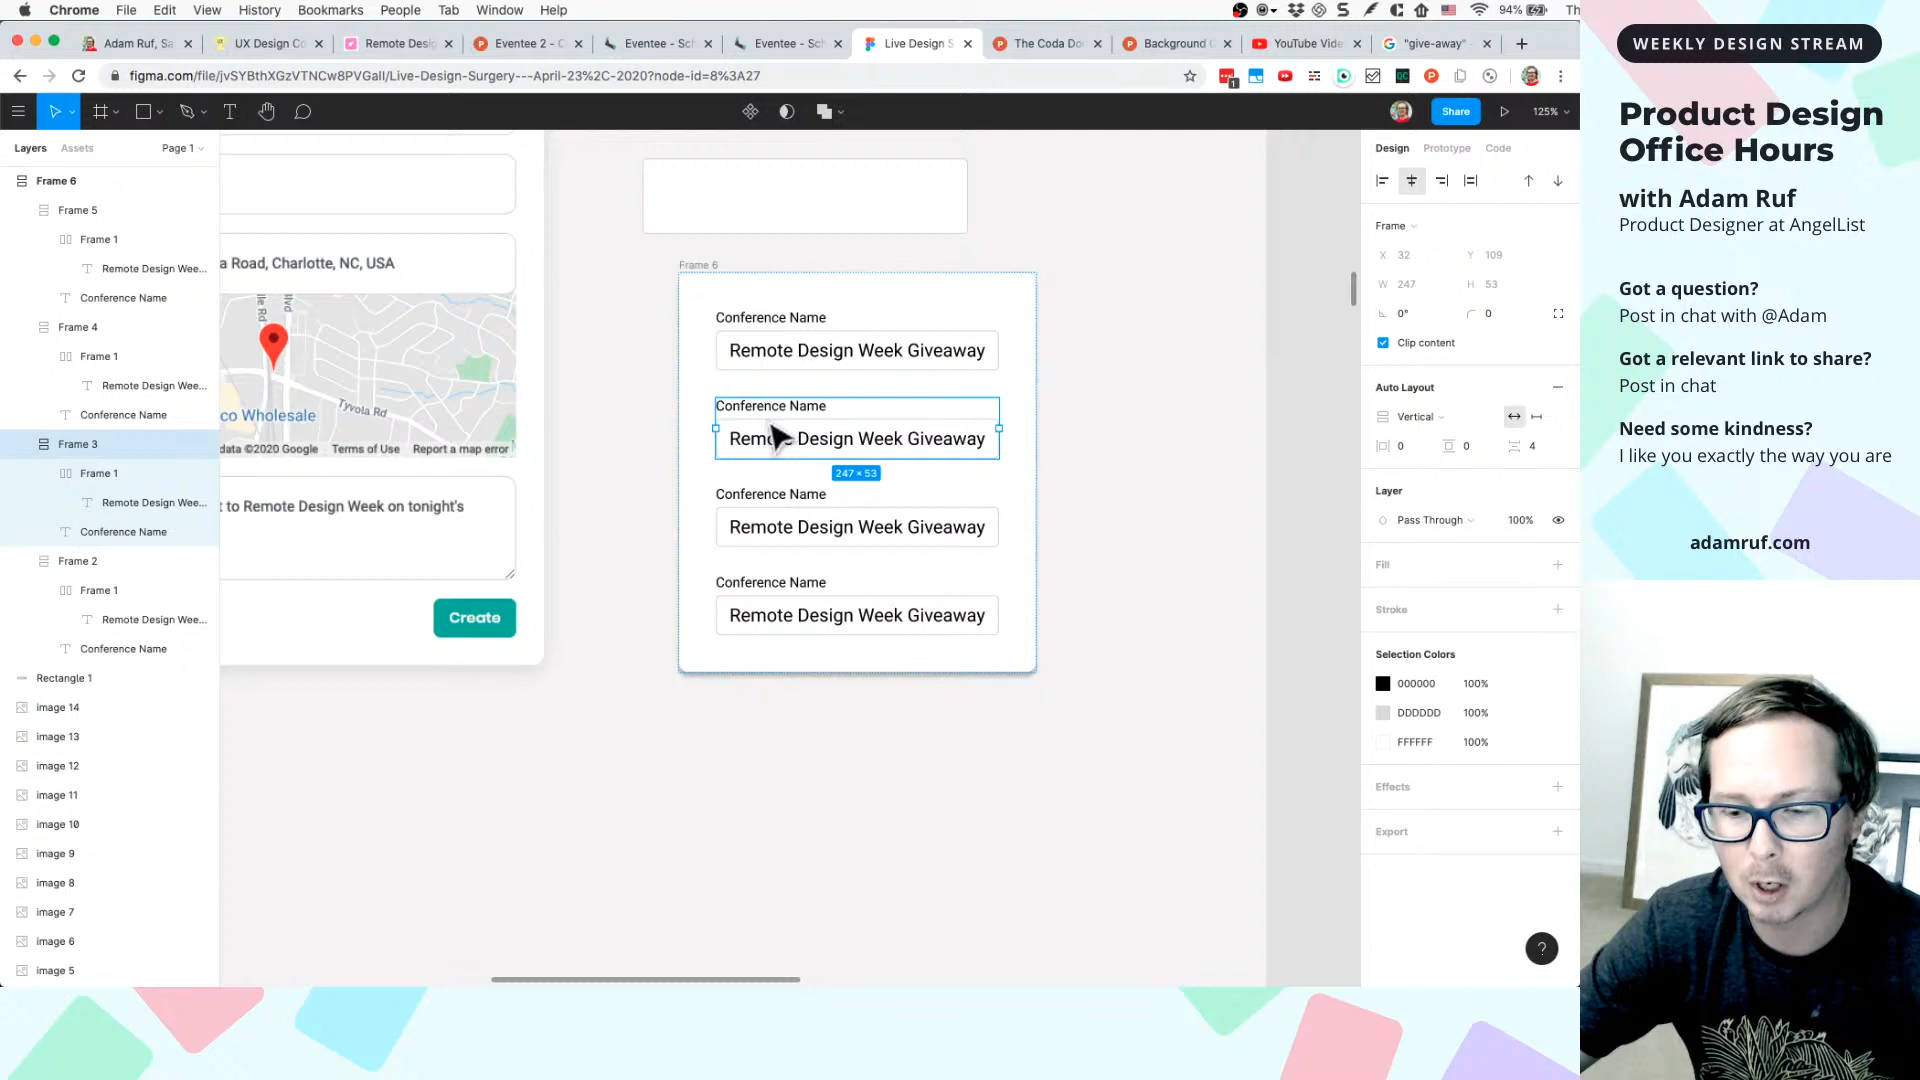 Chrome File Edit View History Bookmarks People Tab Window Help
94% Th
Adam Ruf, Sa
UX Design Co
Remote Desig
Eventee 2 - C
Eventee - Sch
Eventee - Sch
Live Design S
The Coda Do
Background C
YouTube Vide
"give-away"
figma.com/file/jvSYBthXGzVTNCw8PVGall/Live-Design-Surgery---April-23%2C-2020?node-id=8%3A27
Share
125%
Layers Assets Page 1
Frame 6
Frame 5
Frame 1
Remote Design Wee...
Conference Name
Frame 4
Frame 1
Remote Design Wee...
Conference Name
Frame 3
Frame 1
Remote Design Wee...
Conference Name
Frame 2
Frame 1
Remote Design Wee...
Conference Name
Rectangle 1
image 14
image 13
image 12
image 11
image 10
image 9
image 8
image 7
image 6
image 5
a Road, Charlotte, NC, USA
Tyvola Rd
co Wholesale
data ©2020 Google Terms of Use Report a map error
t to Remote Design Week on tonight's
Create
Frame 6
Conference Name
Remote Design Week Giveaway
Conference Name
Remote Design Week Giveaway
247 × 53
Conference Name
Remote Design Week Giveaway
Conference Name
Remote Design Week Giveaway
Design Prototype Code
Frame
X 32 Y 109
W 247 H 53
0° 0
Clip content
Auto Layout
Vertical
0 0 4
Layer
Pass Through 100%
Fill
Stroke
Selection Colors
000000 100%
DDDDDD 100%
FFFFFF 100%
Effects
Export
?
WEEKLY DESIGN STREAM
Product Design
Office Hours
with Adam Ruf
Product Designer at AngelList
Got a question?
Post in chat with @Adam
Got a relevant link to share?
Post in chat
Need some kindness?
I like you exactly the way you are
adamruf.com